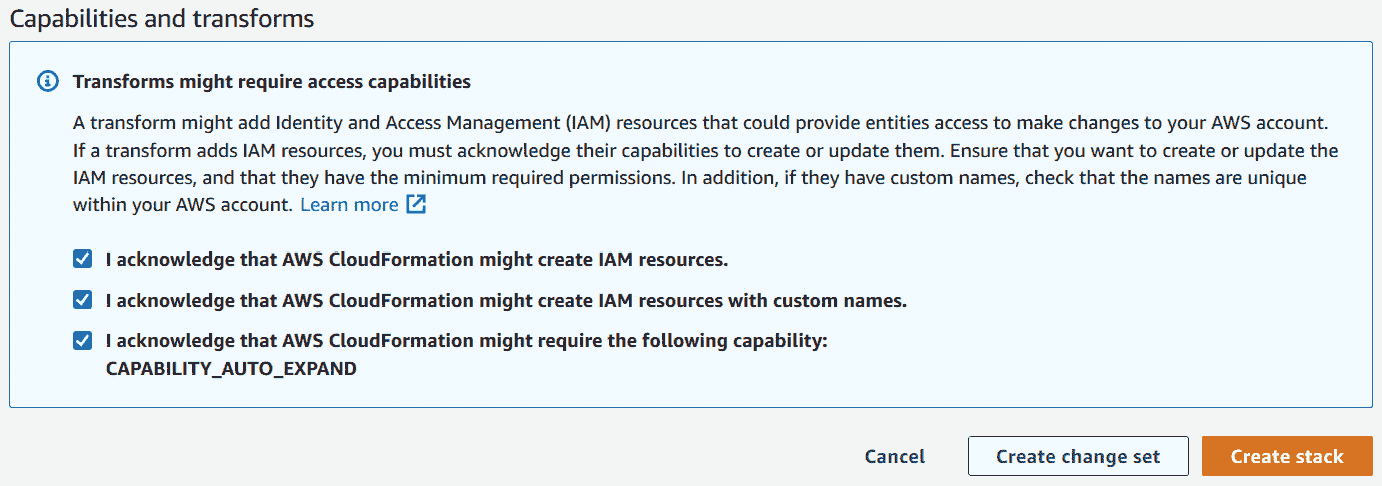 Capabilities and transforms
Transforms might require access capabilities
A transform might add Identity and Access Management (IAM) resources that could provide entities access to make changes to your AWS account.
If a transform adds IAM resources, you must acknowledge their capabilities to create or update them. Ensure that you want to create or update the
IAM resources, and that they have the minimum required permissions. In addition, if they have custom names, check that the names are unique
within your AWS account. Learn more
I acknowledge that AWS CloudFormation might create IAM resources.
I acknowledge that AWS CloudFormation might create IAM resources with custom names.
I acknowledge that AWS CloudFormation might require the following capability:
CAPABILITY_AUTO_EXPAND
Cancel Create change set Create stack